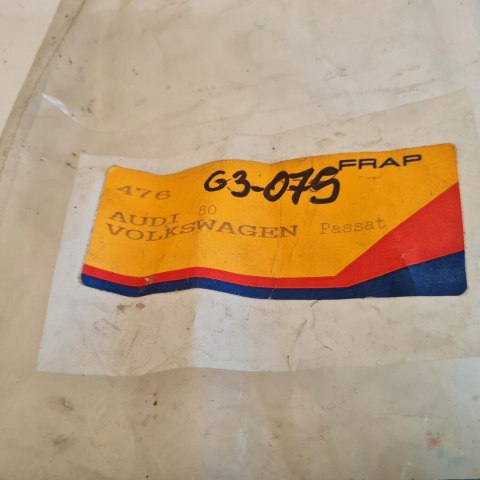 FRAP
476 G3-075
AUDI 80
VOLKSWAGEN Passat